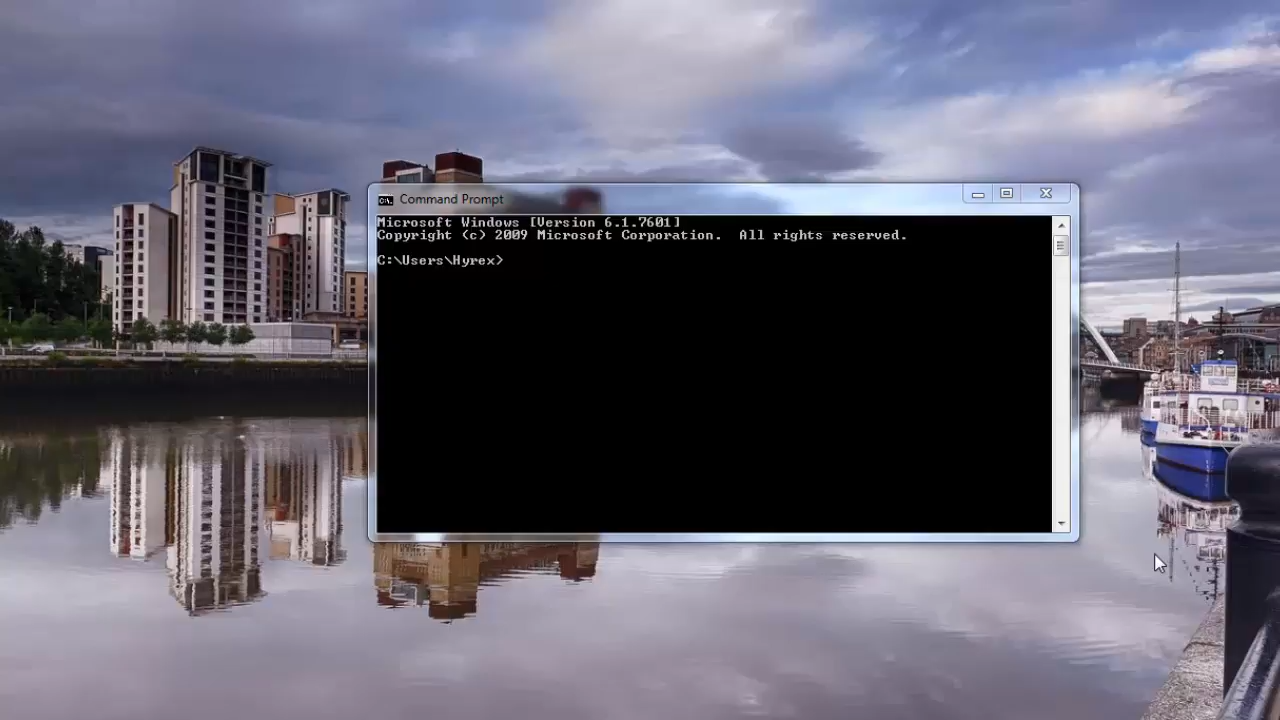 Command Prompt
Microsoft Windows [Version 6.1.7601]
Copyright (c) 2009 Microsoft Corporation.  All rights reserved.
C:\Users\Hyrex>